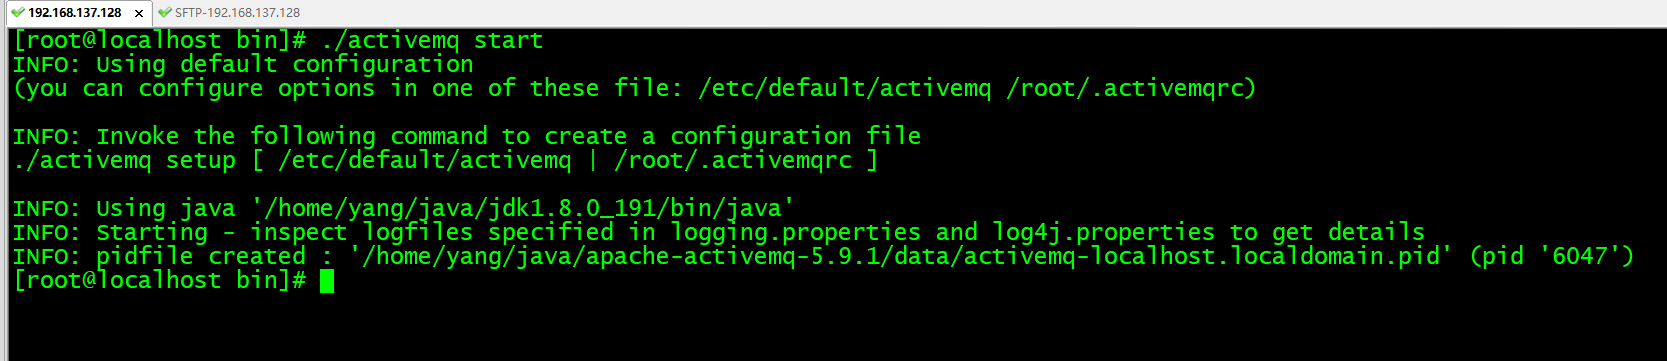 192.168.137.128 × SFTP-192.168.137.128
[root@localhost bin]# ./activemq start
INFO: Using default configuration
(you can configure options in one of these file: /etc/default/activemq /root/.activemqrc)
INFO: Invoke the following command to create a configuration file
./activemq setup [ /etc/default/activemq | /root/.activemqrc ]
INFO: Using java '/home/yang/java/jdk1.8.0_191/bin/java'
INFO: Starting - inspect logfiles specified in logging.properties and log4j.properties to get details
INFO: pidfile created : '/home/yang/java/apache-activemq-5.9.1/data/activemq-localhost.localdomain.pid' (pid '6047')
[root@localhost bin]#